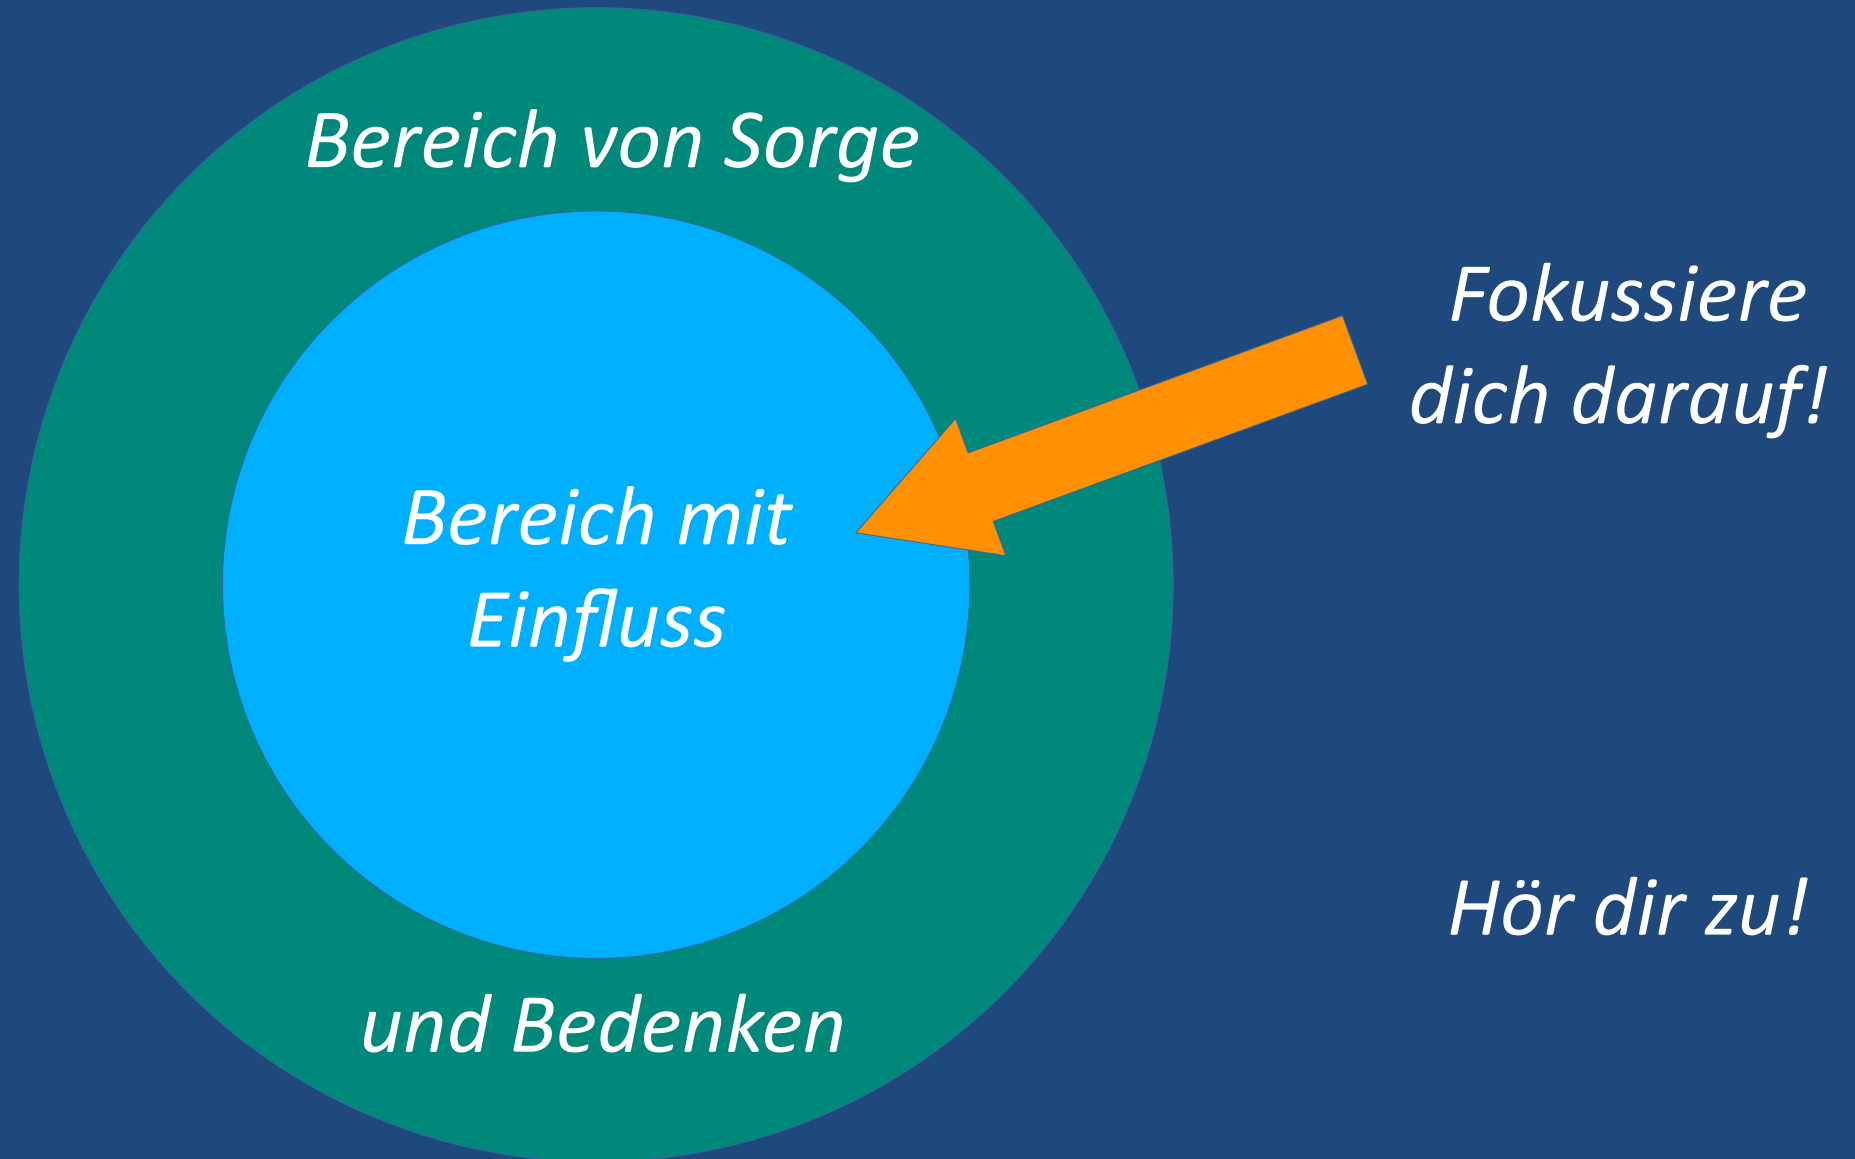 Bereich von Sorge
Bereich mit
Einfluss
und Bedenken
Fokussiere
dich darauf!
Hör dir zu!